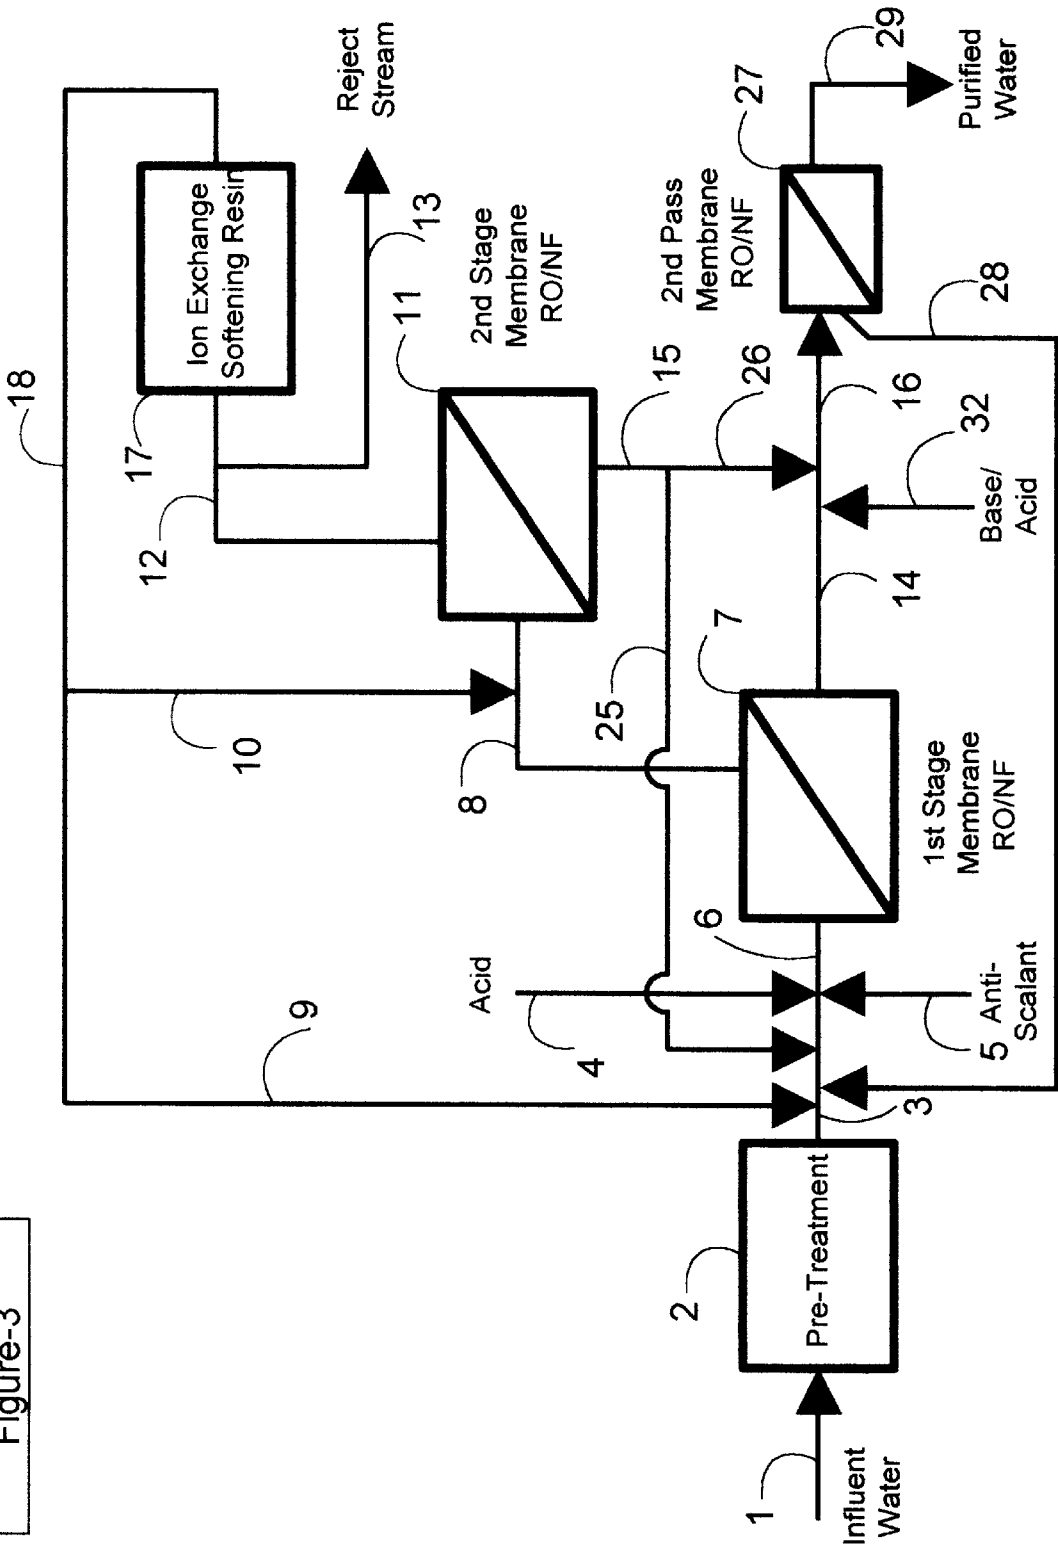 Figure-3
18
Ion Exchange
Softening Resin
17
12
Reject
Stream
13
9
10
8
11
2nd Stage
Membrane
RO/NF
Acid
4
25
15
26
2nd Pass
Membrane
RO/NF
27
29
Purified
Water
1
Influent
Water
2
Pre-Treatment
3
6
7
14
16
28
5
Anti-
Scalant
1st Stage
Membrane
RO/NF
Base/
Acid
32